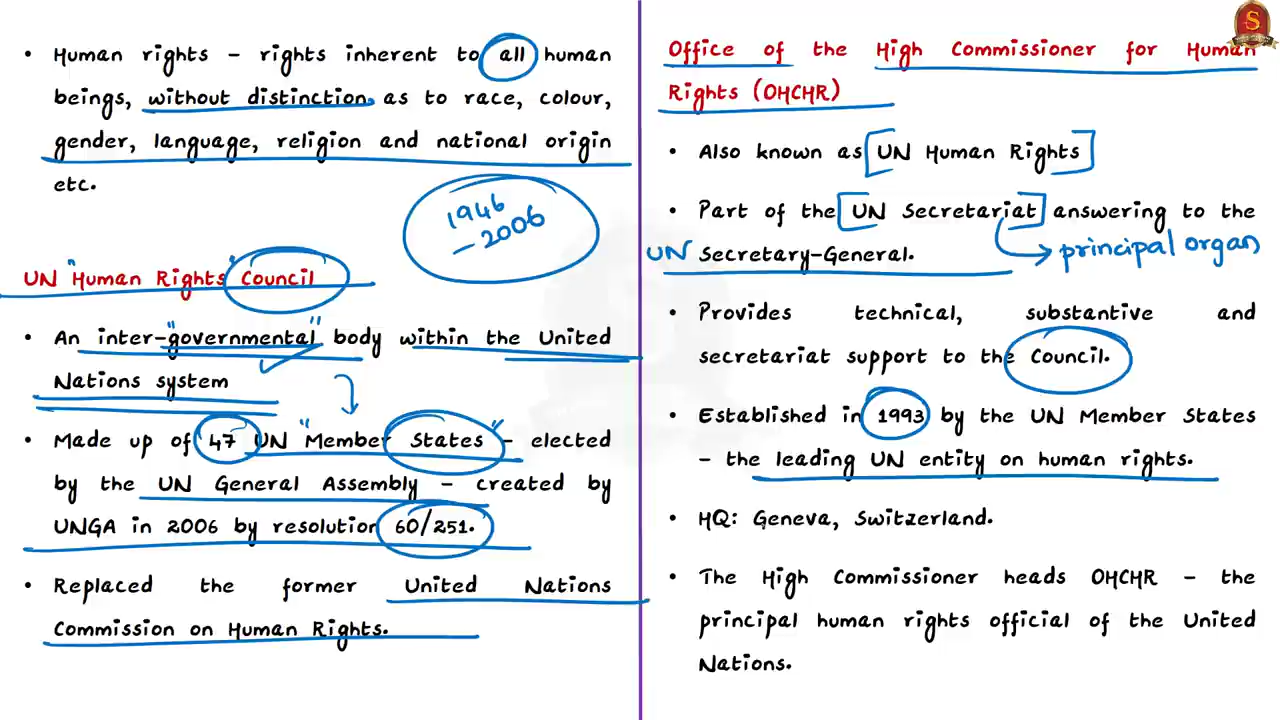 • Human rights – rights inherent to all human
beings, without distinction as to race, colour,
gender, language, religion and national origin
etc.
1946
– 2006
UN "Human Rights" Council
• An inter-"governmental" body within the United
Nations system
• Made up of 47 UN "Member States" – elected
by the UN General Assembly – created by
UNGA in 2006 by resolution 60/251.
• Replaced the former United Nations
Commission on Human Rights.
S
Office of the High Commissioner for Human
Rights (OHCHR)
• Also known as [UN Human Rights]
• Part of the [UN Secretariat] answering to the
UN Secretary-General.
principal organ
• Provides technical, substantive and
secretariat support to the Council.
• Established in 1993 by the UN Member States
– the leading UN entity on human rights.
• HQ: Geneva, Switzerland.
• The High Commissioner heads OHCHR – the
principal human rights official of the United
Nations.